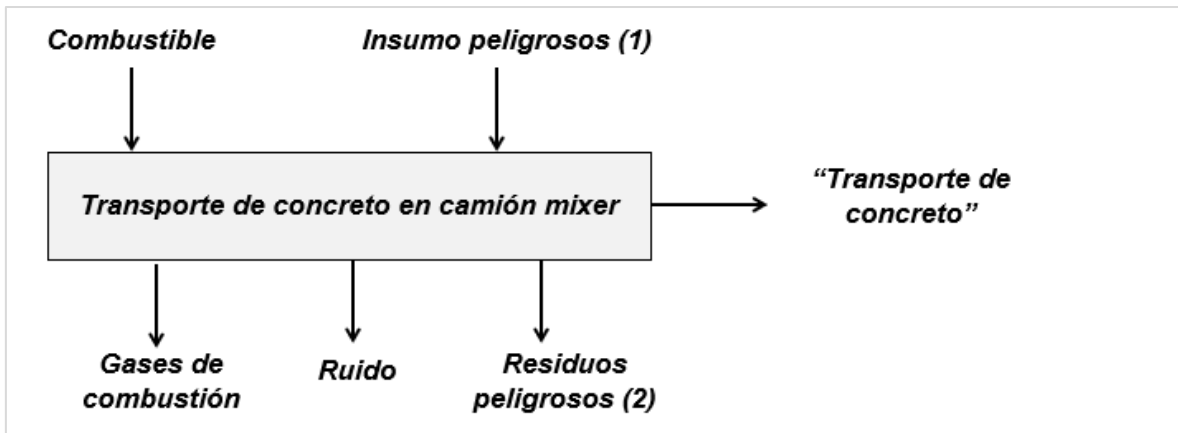 Combustible
Insumo peligrosos (1)
Transporte de concreto en camión mixer
“Transporte de
concreto”
Gases de
combustión
Ruido
Residuos
peligrosos (2)